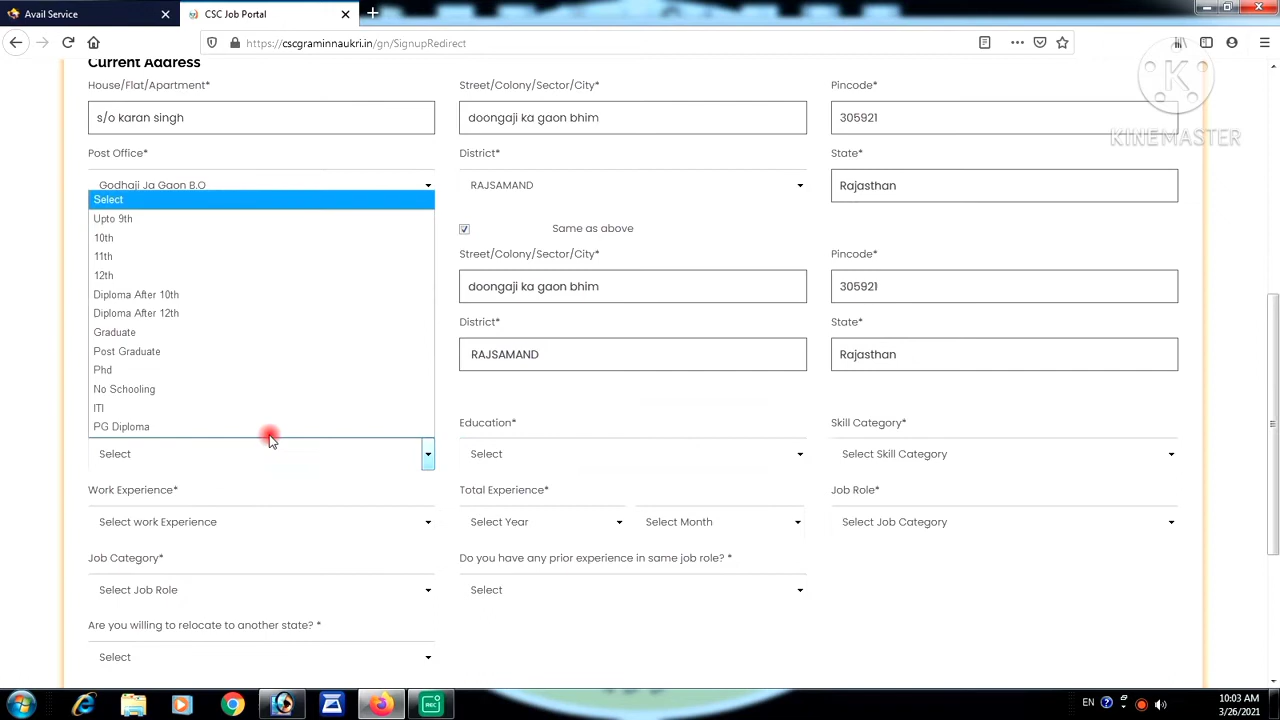 Avail Service
CSC Job Portal
https://cscgraminnaukri.in/gn/SignupRedirect
KINEMASTER
Current Address
House/Flat/Apartment*
Street/Colony/Sector/City*
Pincode*
s/o karan singh
doongaji ka gaon bhim
305921
Post Office*
District*
State*
Godhaji Ja Gaon B.O
RAJSAMAND
Rajasthan
Select
Upto 9th
10th
11th
12th
Diploma After 10th
Diploma After 12th
Graduate
Post Graduate
Phd
No Schooling
ITI
PG Diploma
Same as above
Street/Colony/Sector/City*
Pincode*
doongaji ka gaon bhim
305921
District*
State*
RAJSAMAND
Rajasthan
Education*
Skill Category*
Select
Select
Select Skill Category
Work Experience*
Total Experience*
Job Role*
Select work Experience
Select Year
Select Month
Select Job Category
Job Category*
Do you have any prior experience in same job role? *
Select Job Role
Select
Are you willing to relocate to another state? *
Select
REC
EN
10:03 AM
3/26/2021